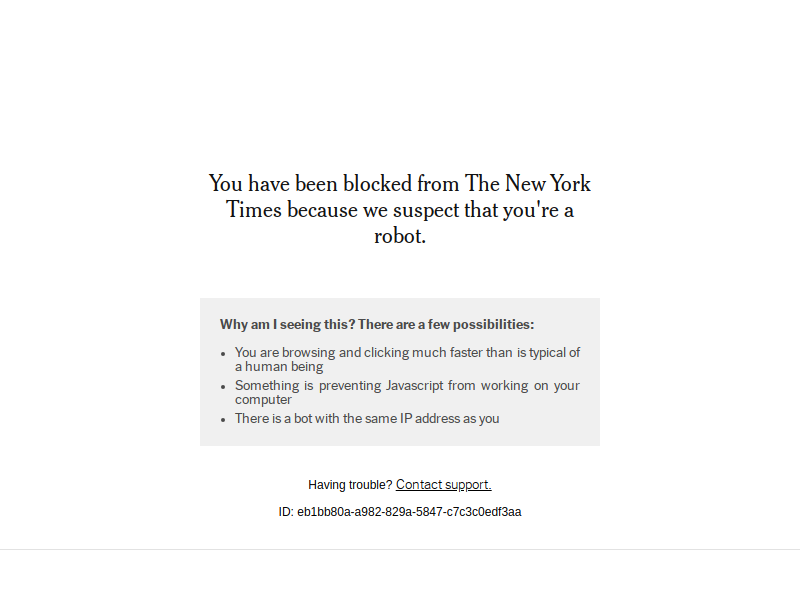 You have been blocked from The New York
Times because we suspect that you're a
robot.
Why am I seeing this? There are a few possibilities:
• You are browsing and clicking much faster than is typical of
a human being
• Something is preventing Javascript from working on your
computer
• There is a bot with the same IP address as you
Having trouble? Contact support.
ID: eb1bb80a-a982-829a-5847-c7c3c0edf3aa